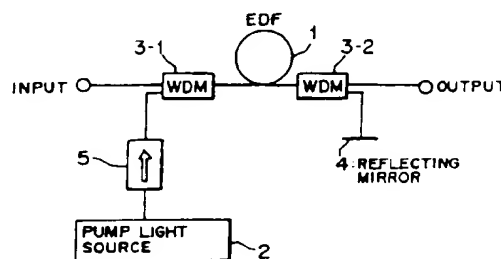 EDF
3-1
1
3-2
INPUT
WDM
WDM
OUTPUT
5
4:REFLECTING
MIRROR
PUMP LIGHT
SOURCE
2